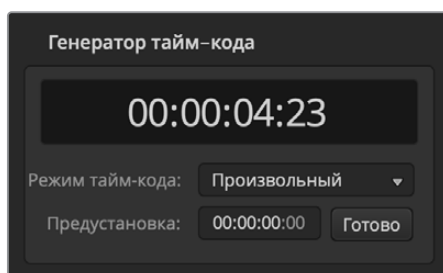 Генератор тайм-кода
00:00:04:23
Режим тайм-кода: Произвольный
Предустановка: 00:00:00:00 Готово